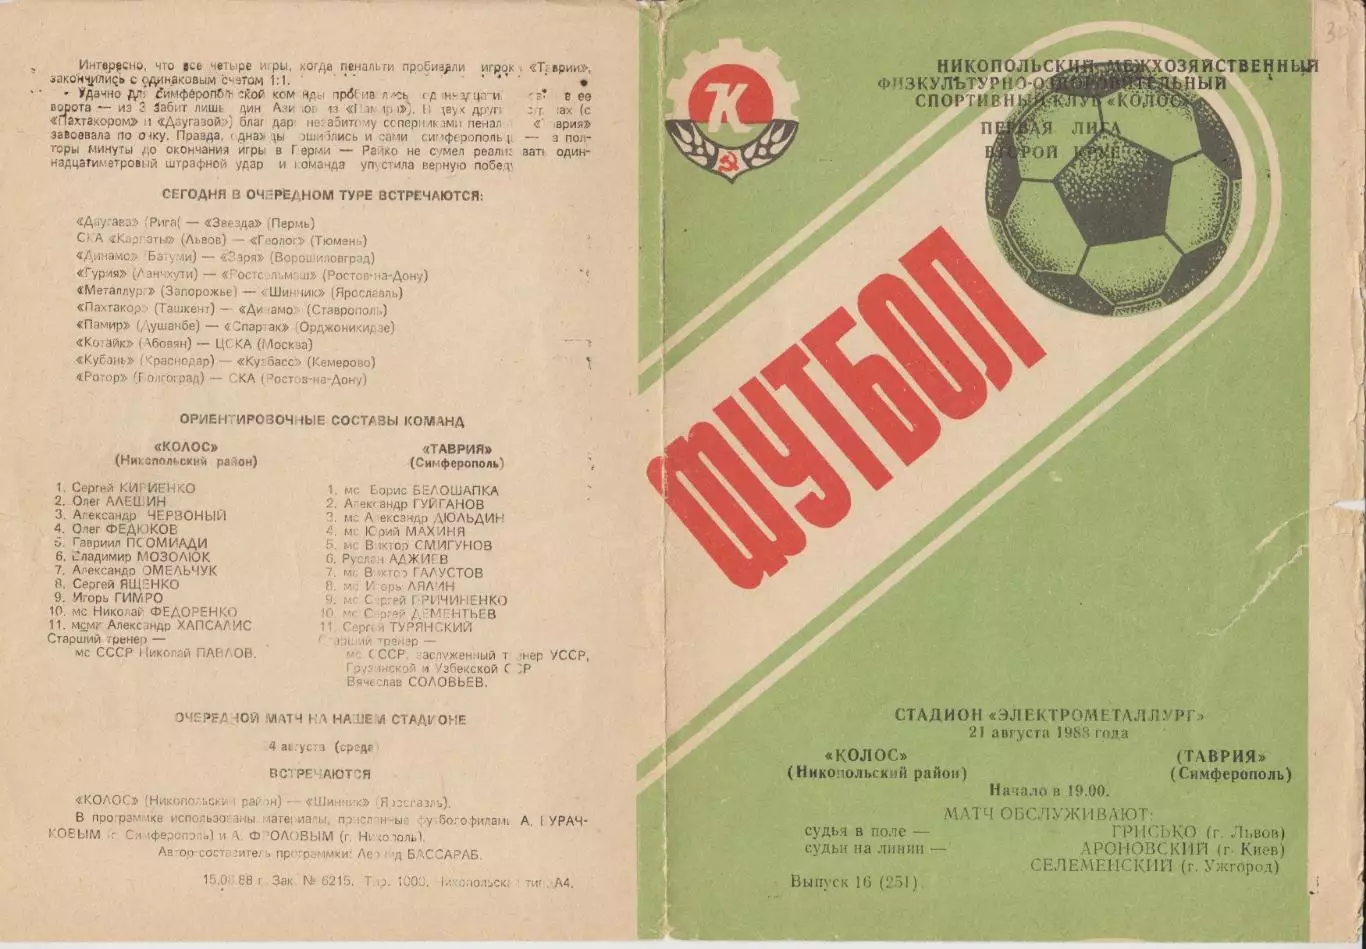 Интересно, что все четыре игры, когда пенальти пробивали игроки «Таврии»,
закончились с одинаковым счетом 1:1.
Удачно для симферопольской команды пробивались одиннадцатиметровые в ее
ворота — из 3 забит лишь один Азимов из «Памира»). В двух других встречах (с
«Пахтакором» и «Даугавой») благодаря незабитому соперниками пенальти «Таврия»
завоевала по очку. Правда, однажды ошиблись и сами симферопольцы — за пол-
торы минуты до окончания игры в Перми — Райко не сумел реализовать один-
надцатиметровый штрафной удар и команда упустила верную победу
СЕГОДНЯ В ОЧЕРЕДНОМ ТУРЕ ВСТРЕЧАЮТСЯ:
«Даугава» (Рига( — «Звезда» (Пермь)
СКА «Карпаты» (Львов) — «Геолог» (Тюмень)
«Динамо» (Батуми) — «Заря» (Ворошиловград)
«Гурия» (Ланчхути) — «Ростсельмаш» (Ростов-на-Дону)
«Металлург» (Запорожье) — «Шинник» (Ярославль)
«Пахтакор» (Ташкент) — «Динамо» (Ставрополь)
«Памир» (Душанбе) — «Спартак» (Орджоникидзе)
«Котайк» (Абовян) — ЦСКА (Москва)
«Кубань» (Краснодар) — «Кузбасс» (Кемерово)
«Ротор» (Волгоград) — СКА (Ростов-на-Дону)
ОРИЕНТИРОВОЧНЫЕ СОСТАВЫ КОМАНД
«КОЛОС»
(Никопольский район)
1. Сергей КИРИЕНКО
2. Олег АЛЕШИН
3. Александр ЧЕРВОНЫЙ
4. Олег ФЕДЮКОВ
5. Гавриил ПСОМИАДИ
6. Владимир МОЗОЛЮК
7. Александр ОМЕЛЬЧУК
8. Сергей ЯЩЕНКО
9. Игорь ГИМРО
10. мс Николай ФЕДОРЕНКО
11. мсмк Александр ХАПСАЛИС
Старший тренер —
мс СССР Николай ПАВЛОВ.
«ТАВРИЯ»
(Симферополь)
1. мс Борис БЕЛОШАПКА
2. Александр ГУЙГАНОВ
3. мс Александр ДЮЛЬДИН
4. мс Юрий МАХИНЯ
5. мс Виктор СМИГУНОВ
6. Руслан АДЖИЕВ
7. мс Виктор ГАЛУСТОВ
8. мс Игорь ЛЯЛИН
9. мс Сергей ПРИЧИНЕНКО
10. мс Сергей ДЕМЕНТЬЕВ
11. Сергей ТУРЯНСКИЙ
Старший тренер —
мс СССР, заслуженный тренер УССР,
Грузинской и Узбекской ССР
Вячеслав СОЛОВЬЕВ.
ОЧЕРЕДНОЙ МАТЧ НА НАШЕМ СТАДИОНЕ
4 августа (среда)
ВСТРЕЧАЮТСЯ
«КОЛОС» (Никопольский район) — «Шинник» (Ярославль).
В программке использованы материалы, присланные футболофилами А. БУРАЧ-
КОВЫМ (г. Симферополь) и А. ФРОЛОВЫМ (г. Никополь).
Автор-составитель программки: Леонид БАССАРАБ.
15.08.88 г. Зак. № 6215. Тир. 1000. Никопольская тип. А4.
К
НИКОПОЛЬСКИЙ МЕЖХОЗЯЙСТВЕННЫЙ
ФИЗКУЛЬТУРНО-ОЗДОРОВИТЕЛЬНЫЙ
СПОРТИВНЫЙ КЛУБ «КОЛОС»
ПЕРВАЯ ЛИГА
ВТОРОЙ КРУГ
ФУТБОЛ
СТАДИОН «ЭЛЕКТРОМЕТАЛЛУРГ»
21 августа 1988 года
«КОЛОС» (ТАВРИЯ»
(Никопольский район) (Симферополь)
Начало в 19.00.
МАТЧ ОБСЛУЖИВАЮТ:
судья в поле — ГРИСЬКО (г. Львов)
судьи на линии — АРОНОВСКИЙ (г. Киев)
СЕЛЕМЕНСКИЙ (г. Ужгород)
Выпуск 16 (251).